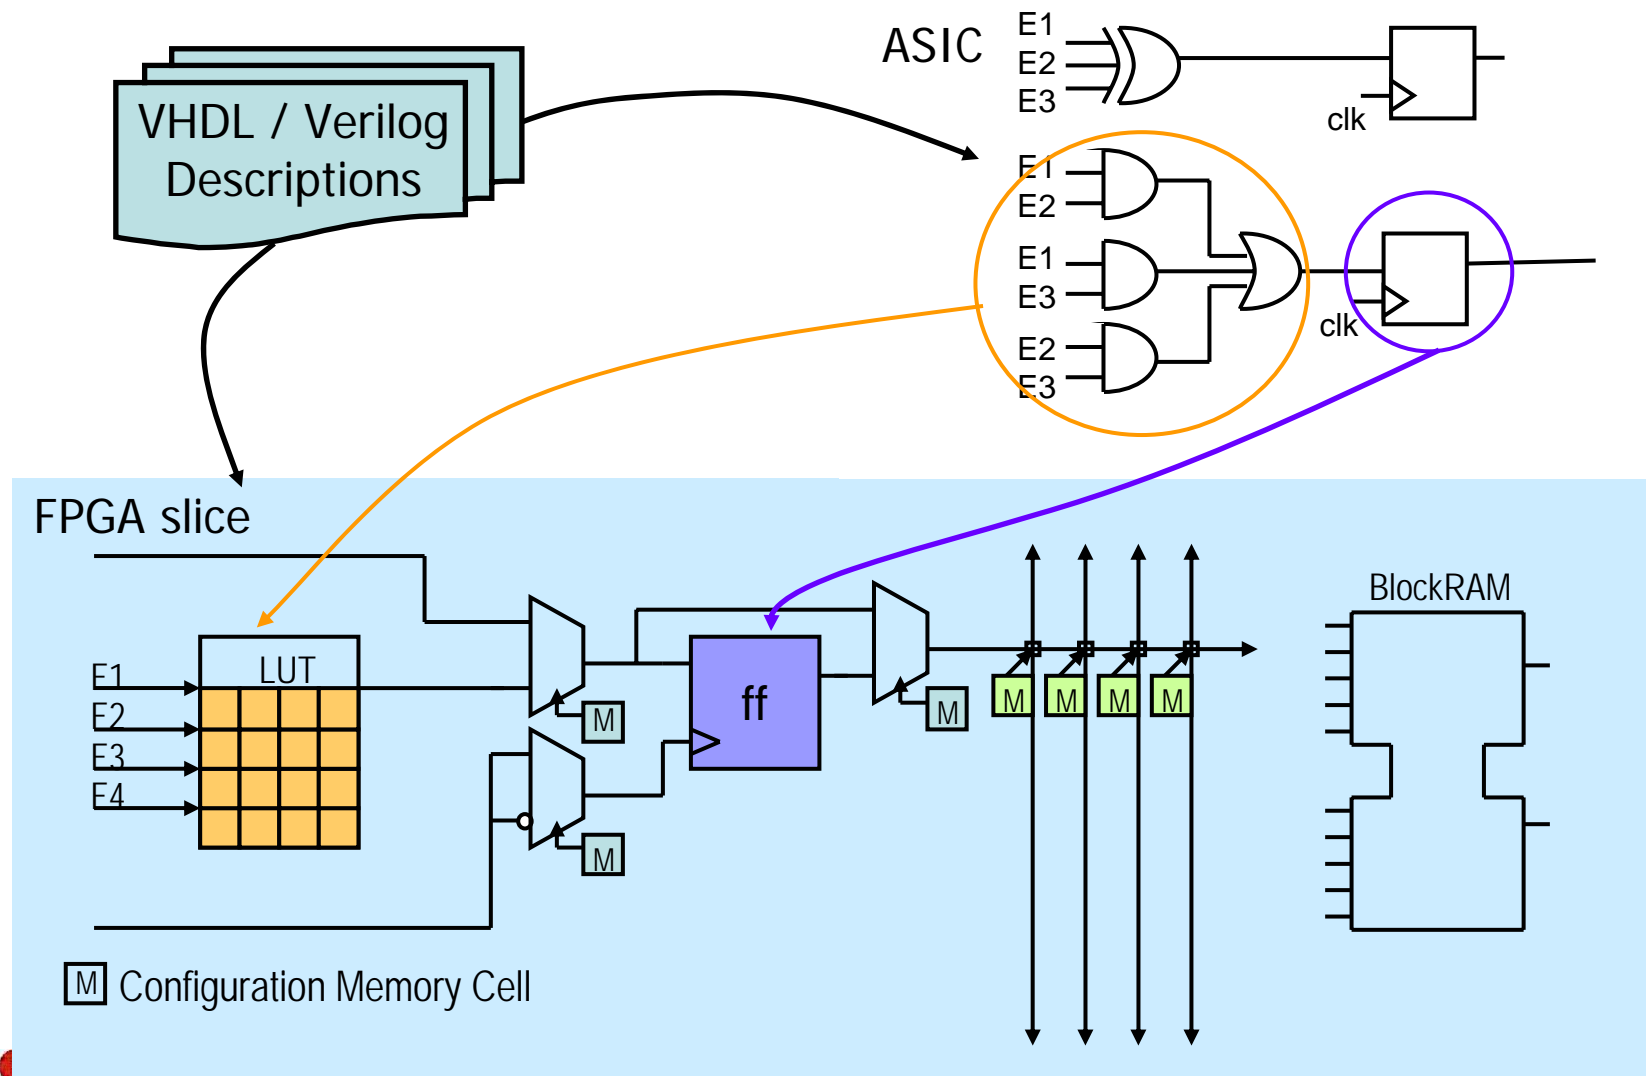 VHDL / Verilog
Descriptions
ASIC
E1
E2
E3
clk
E1
E2
E1
E3
E2
E3
clk
FPGA slice
LUT
E1
E2
E3
E4
M
M
ff
M
M
M
M
M
BlockRAM
M Configuration Memory Cell